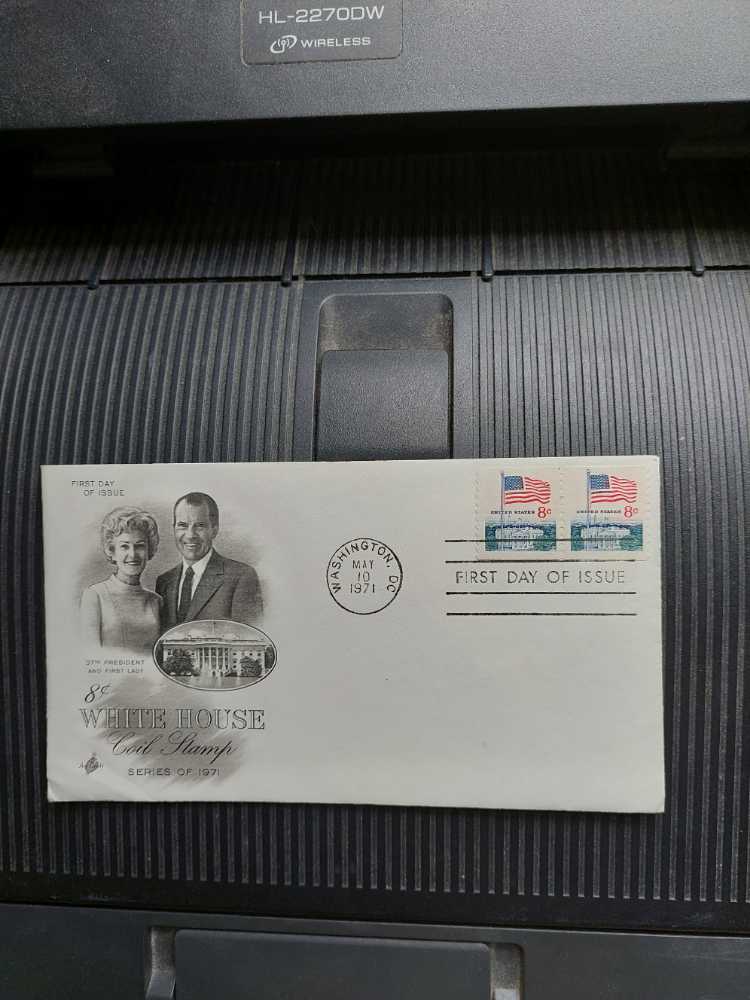 HL-2270DW
WIRELESS
FIRST DAY
OF ISSUE
37TH PRESIDENT
AND FIRST LADY
8¢
WHITE HOUSE
Coil Stamp
SERIES OF 1971
ArtCraft
WASHINGTON, DC
MAY
10
1971
UNITED STATES 8c
UNITED STATES 8c
FIRST DAY OF ISSUE